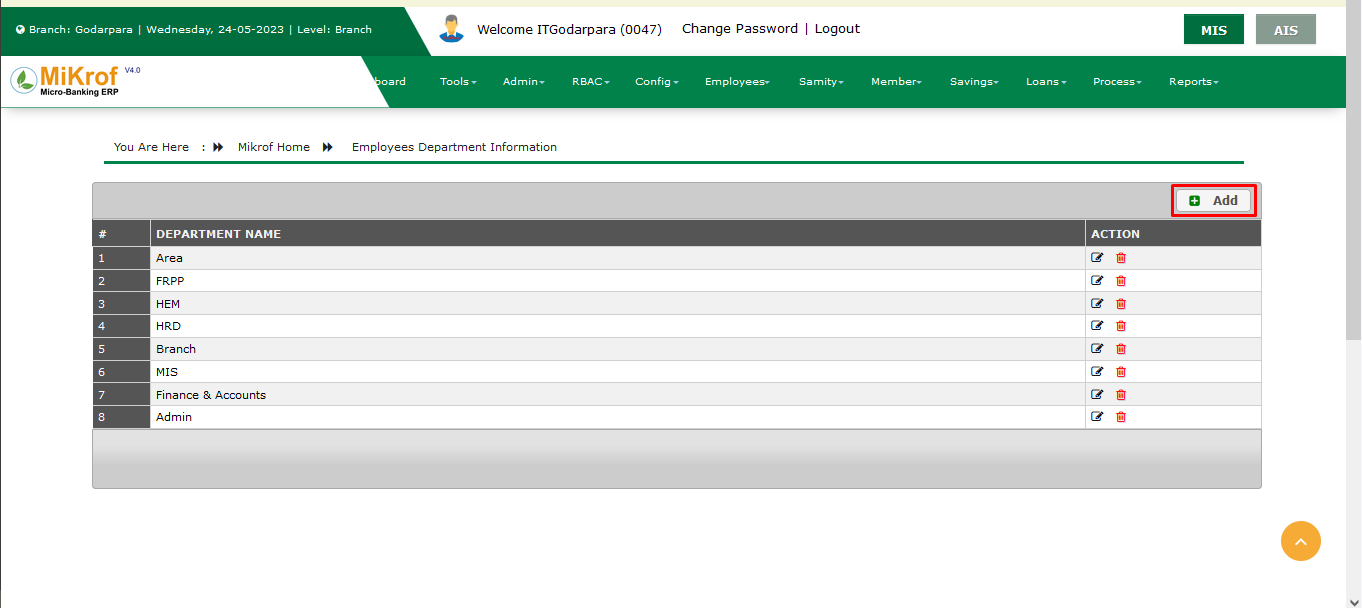 Branch: Godarpara | Wednesday, 24-05-2023 | Level: Branch
Welcome ITGodarpara (0047) Change Password | Logout
MIS AIS
MiKrof V4.0
Micro-Banking ERP
board Tools Admin RBAC Config Employees Samity Member Savings Loans Process Reports
You Are Here : Mikrof Home Employees Department Information
Add
# DEPARTMENT NAME ACTION
1 Area
2 FRPP
3 HEM
4 HRD
5 Branch
6 MIS
7 Finance & Accounts
8 Admin